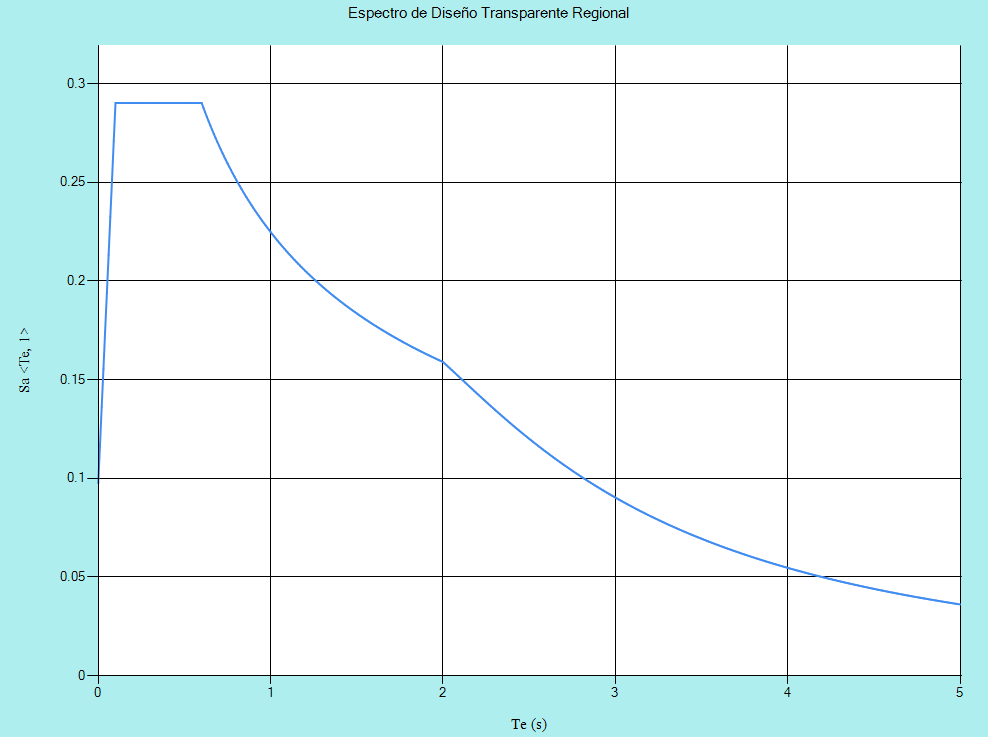 Espectro de Diseño Transparente Regional
0.3
0.25
0.2
0.15
0.1
0.05
0
Sa <Te, 1>
0 1 2 3 4 5
Te (s)